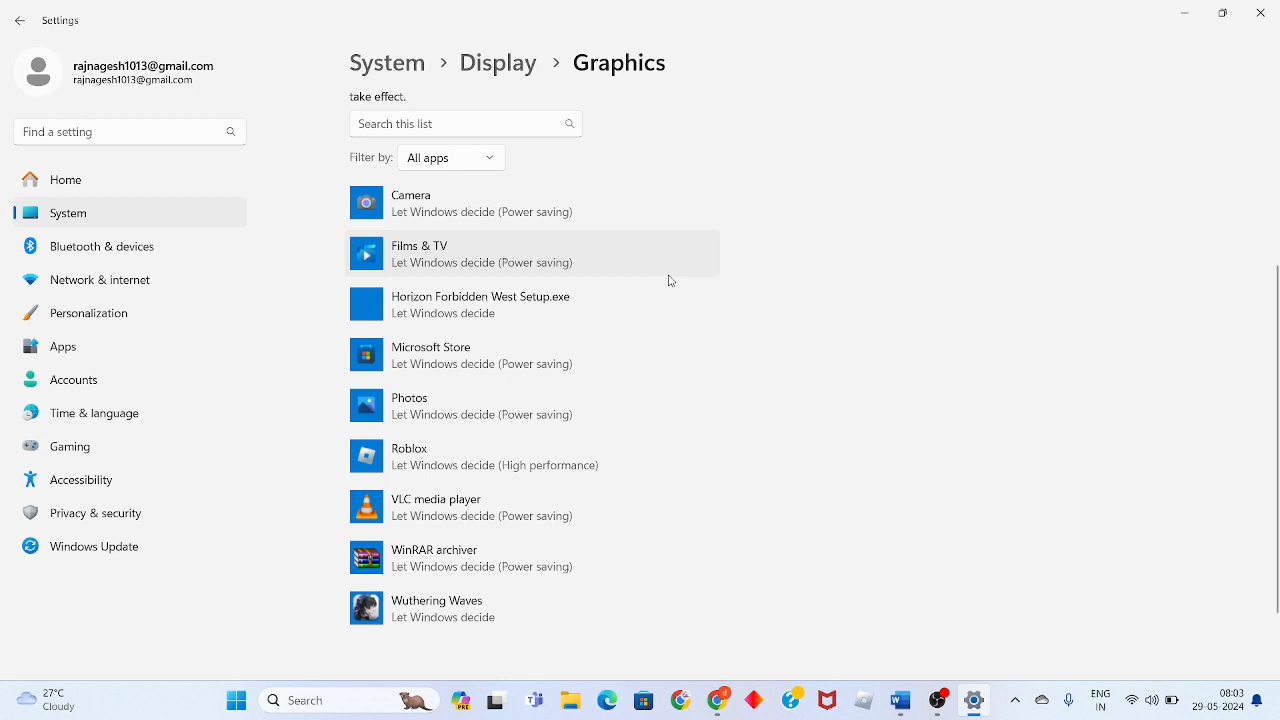 Settings
rajnagesh1013@gmail.com
rajnagesh1013@gmail.com
Find a setting
Home
System
Bluetooth & devices
Network & internet
Personalization
Apps
Accounts
Time & language
Gaming
Accessibility
Privacy & security
Windows Update
System > Display > Graphics
take effect.
Search this list
Filter by: All apps
Camera
Let Windows decide (Power saving)
Films & TV
Let Windows decide (Power saving)
Horizon Forbidden West Setup.exe
Let Windows decide
Microsoft Store
Let Windows decide (Power saving)
Photos
Let Windows decide (Power saving)
Roblox
Let Windows decide (High performance)
VLC media player
Let Windows decide (Power saving)
WinRAR archiver
Let Windows decide (Power saving)
Wuthering Waves
Let Windows decide
27°C
Cloudy
Search
ENG
IN
08:08
29-05-2024